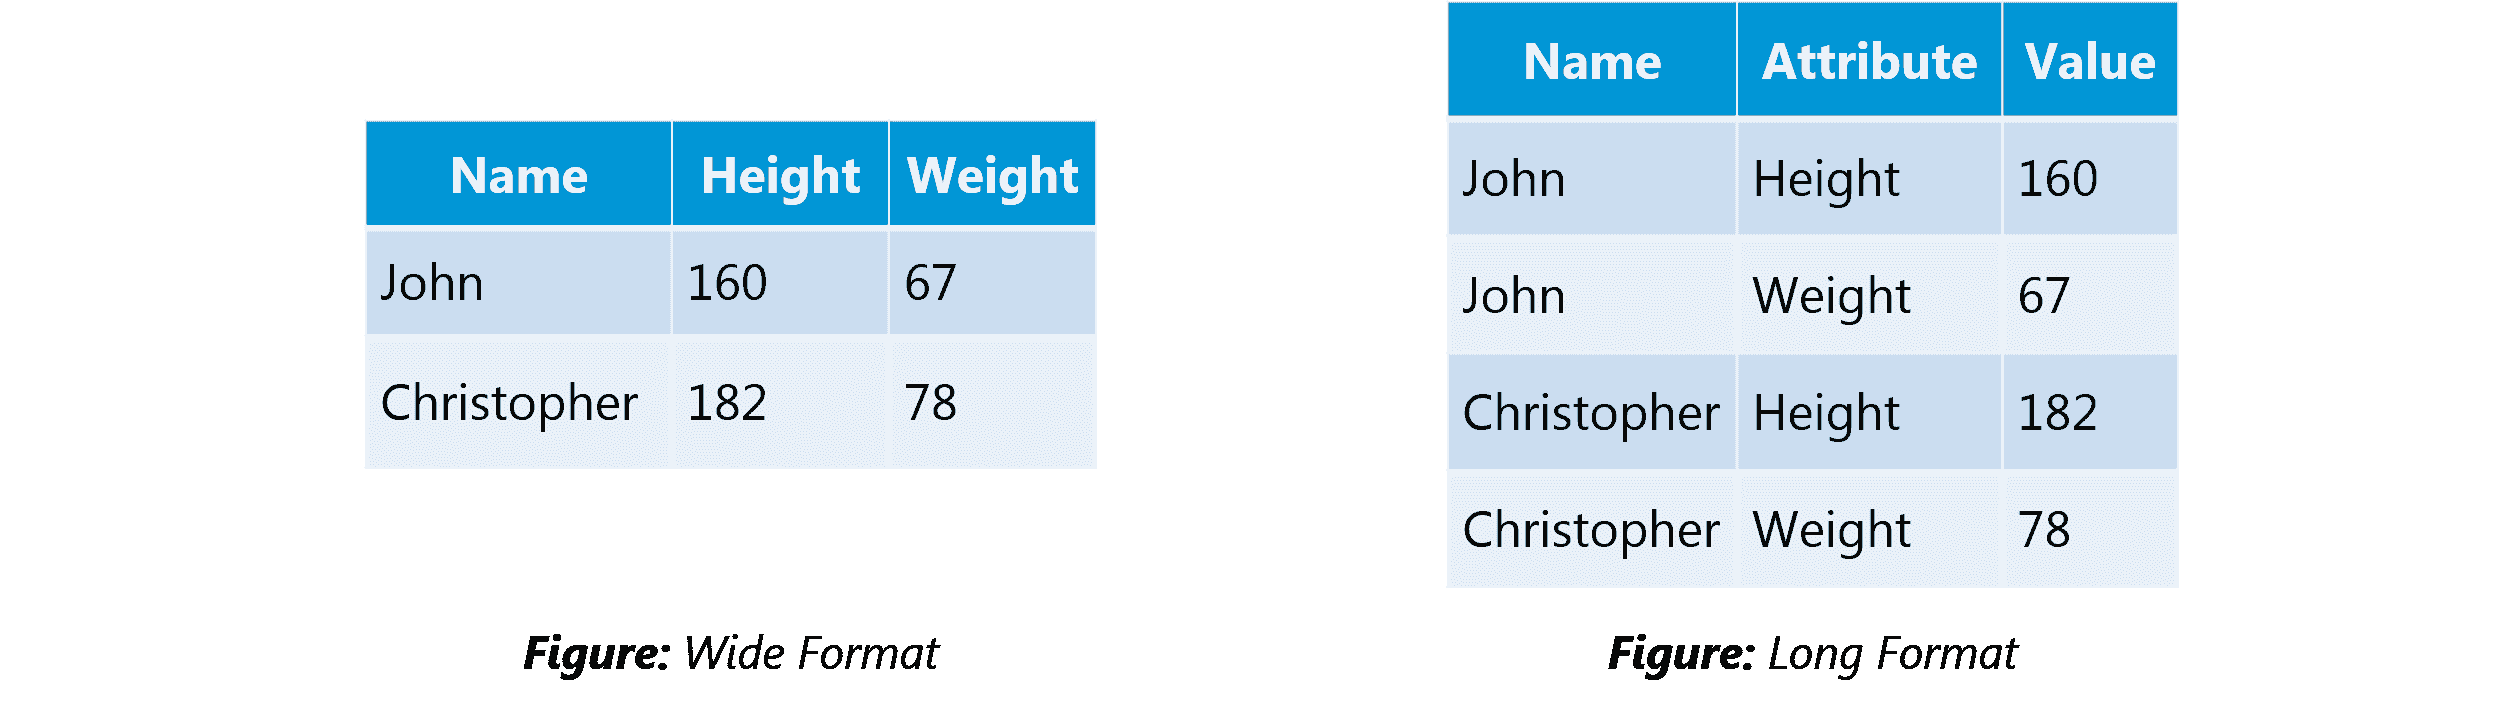 Name Height Weight
John 160 67
Christopher 182 78
Figure: Wide Format
Name Attribute Value
John Height 160
John Weight 67
Christopher Height 182
Christopher Weight 78
Figure: Long Format